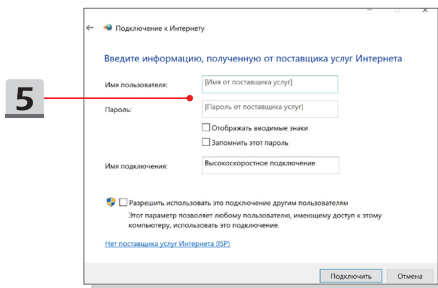 Подключение к Интернету
Введите информацию, полученную от поставщика услуг Интернета
Имя пользователя:
[Имя от поставщика услуг]
5
Пароль:
[Пароль от поставщика услуг]
Отображать вводимые знаки
Запомнить этот пароль
Имя подключения:
Высокоскоростное подключение
Разрешить использовать это подключение другим пользователям
Этот параметр позволяет любому пользователю, имеющему доступ к этому
компьютеру, использовать это подключение.
Нет поставщика услуг Интернета (ISP)
Подключить
Отмена